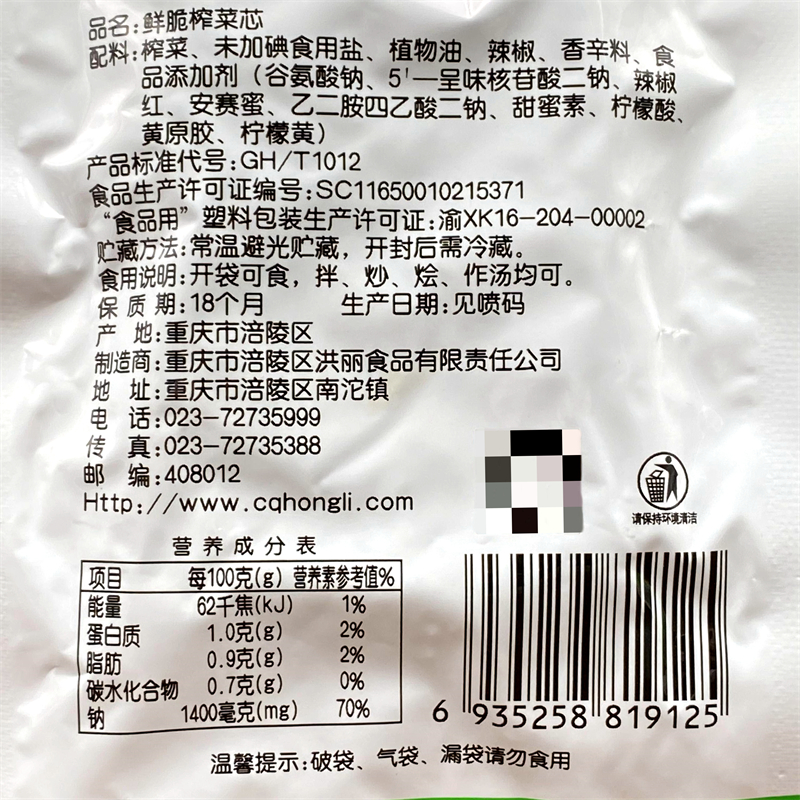 品名:鲜脆榨菜芯
配料:榨菜、未加碘食用盐、植物油、辣椒、香辛料、食
品添加剂（谷氨酸钠、5'—呈味核苷酸二钠、辣椒
红、安赛蜜、乙二胺四乙酸二钠、甜蜜素、柠檬酸、
黄原胶、柠檬黄）
产品标准代号:GH/T1012
食品生产许可证编号:SC11650010215371
“食品用”塑料包装生产许可证:渝XK16-204-00002
贮藏方法:常温避光贮藏，开封后需冷藏。
食用说明:开袋可食，拌、炒、烩、作汤均可。
保质期:18个月 生产日期:见喷码
产 地:重庆市涪陵区
制造商:重庆市涪陵区洪丽食品有限责任公司
地 址:重庆市涪陵区南沱镇
电 话:023-72735999
传 真:023-72735388
邮 编:408012
Http://www.cqhongli.com
请保持环境清洁
营养成分表
项目 每100克(g) 营养素参考值%
能量 62千焦(kJ) 1%
蛋白质 1.0克(g) 2%
脂肪 0.9克(g) 2%
碳水化合物 0.7克(g) 0%
钠 1400毫克(mg) 70%
6 935258 819125
温馨提示:破袋、气袋、漏袋请勿食用